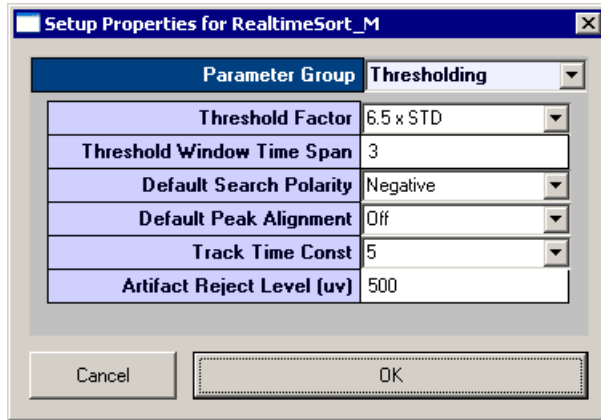 Setup Properties for RealtimeSort_M
Parameter Group Thresholding
Threshold Factor 6.5 x STD
Threshold Window Time Span 3
Default Search Polarity Negative
Default Peak Alignment Off
Track Time Const 5
Artifact Reject Level (uv) 500
Cancel OK